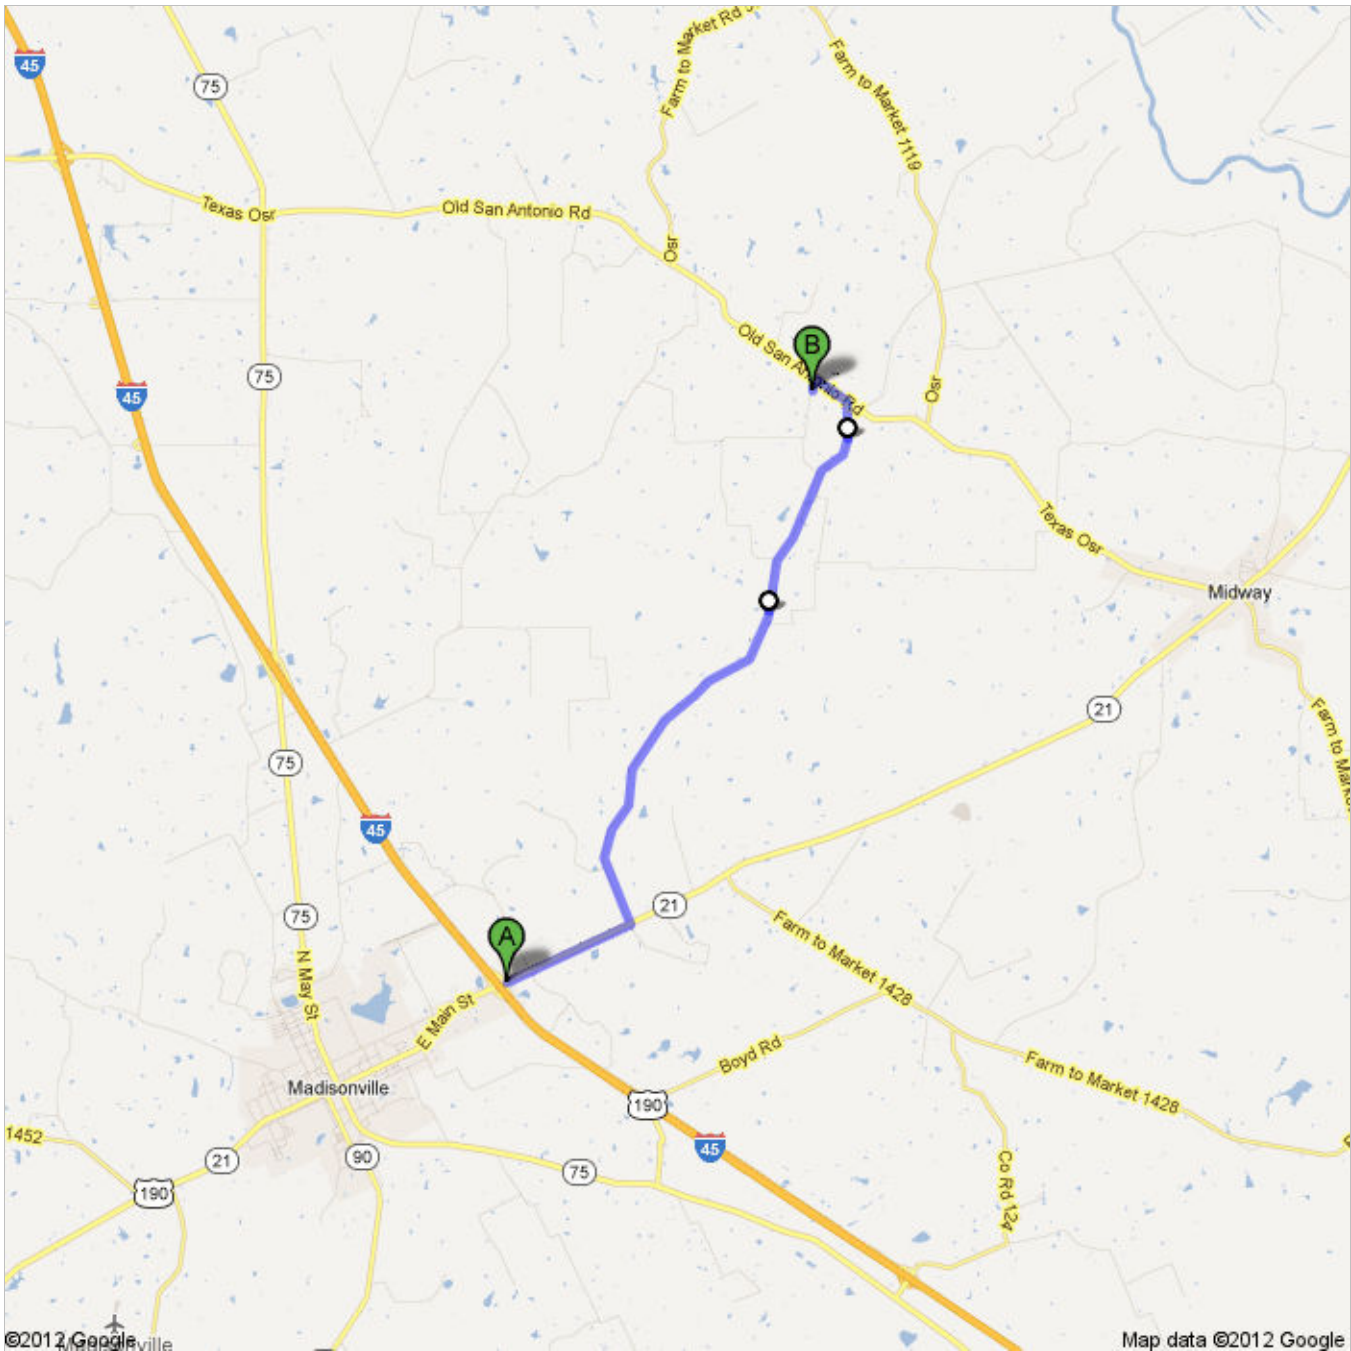 Farm to Market Rd 3
45
75
Farm to Market 1119
Texas Osr
Old San Antonio Rd
Osr
B
Old San Antonio Rd
75
45
Osr
Texas Osr
Midway
21
Farm to Market
75
45
21
75
A
N May St
Farm to Market 1428
E Main St
Boyd Rd
Farm to Market 1428
Madisonville
190
45
1452
21
90
75
190
Co Rd 124
©2012 Google
Madisonville
Map data ©2012 Google